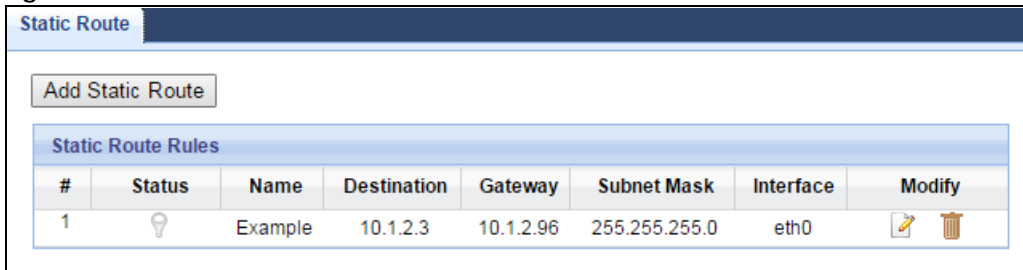 Static Route
Add Static Route
Static Route Rules
# Status Name Destination Gateway Subnet Mask Interface Modify
1 Example 10.1.2.3 10.1.2.96 255.255.255.0 eth0